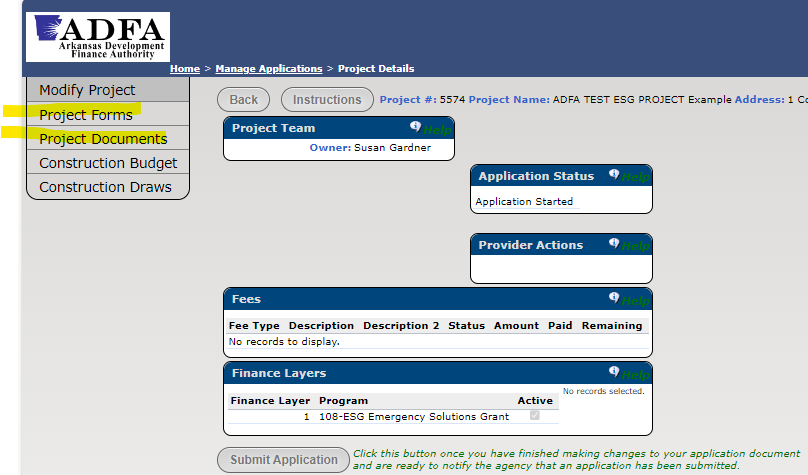 ADFA
Arkansas Development
Finance Authority
Home > Manage Applications > Project Details
Modify Project
Project Forms
Project Documents
Construction Budget
Construction Draws
Back Instructions Project #: 5574 Project Name: ADFA TEST ESG PROJECT Example Address: 1 Co
Project Team Help
Owner: Susan Gardner
Application Status Help
Application Started
Provider Actions Help
Fees Help
Fee Type Description Description 2 Status Amount Paid Remaining
No records to display.
Finance Layers Help
Finance Layer Program Active
1 108-ESG Emergency Solutions Grant
No records selected.
Submit Application
Click this button once you have finished making changes to your application document
and are ready to notify the agency that an application has been submitted.